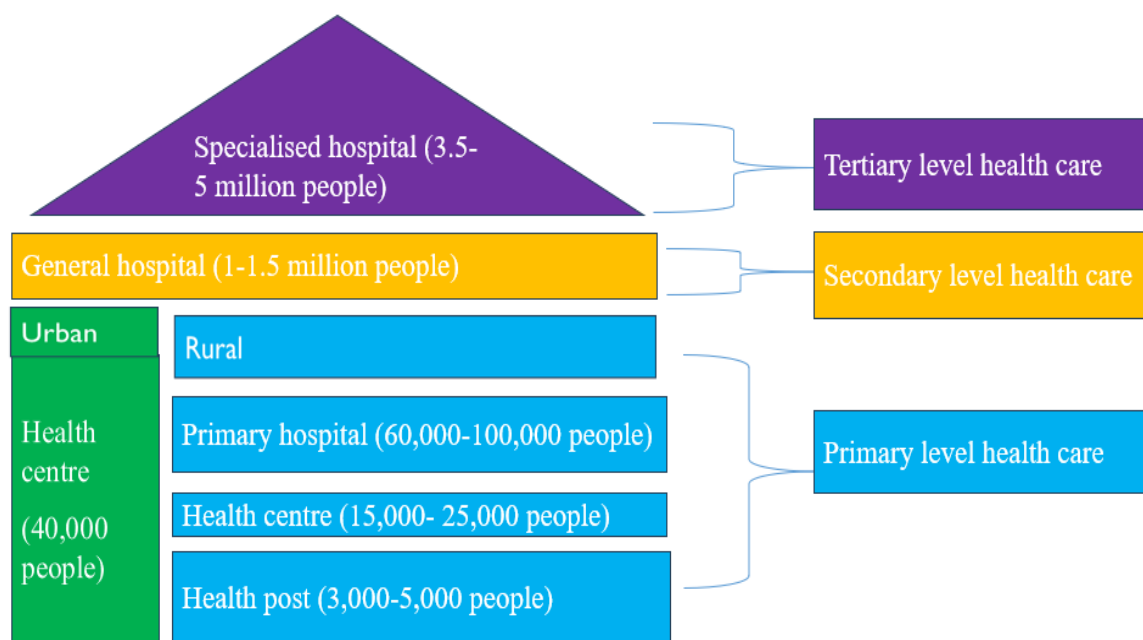 Specialised hospital (3.5-
5 million people)
Tertiary level health care
General hospital (1-1.5 million people)
Secondary level health care
Urban
Health
centre
(40,000
people)
Rural
Primary hospital (60,000-100,000 people)
Health centre (15,000- 25,000 people)
Health post (3,000-5,000 people)
Primary level health care